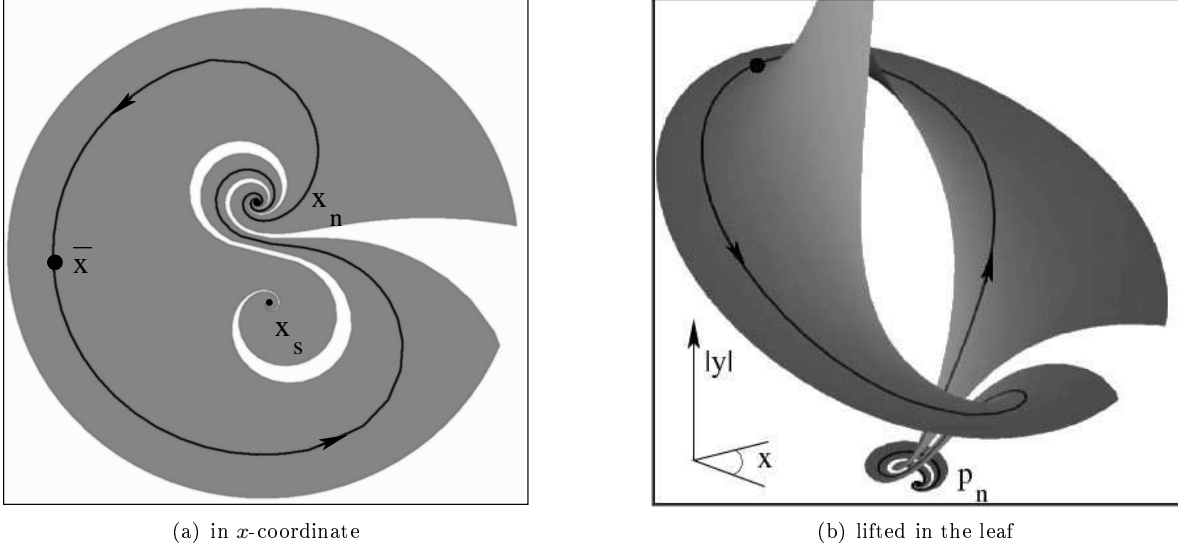 x n
x̅
x s
|y|
x
p n
(a) in x-coordinate
(b) lifted in the leaf